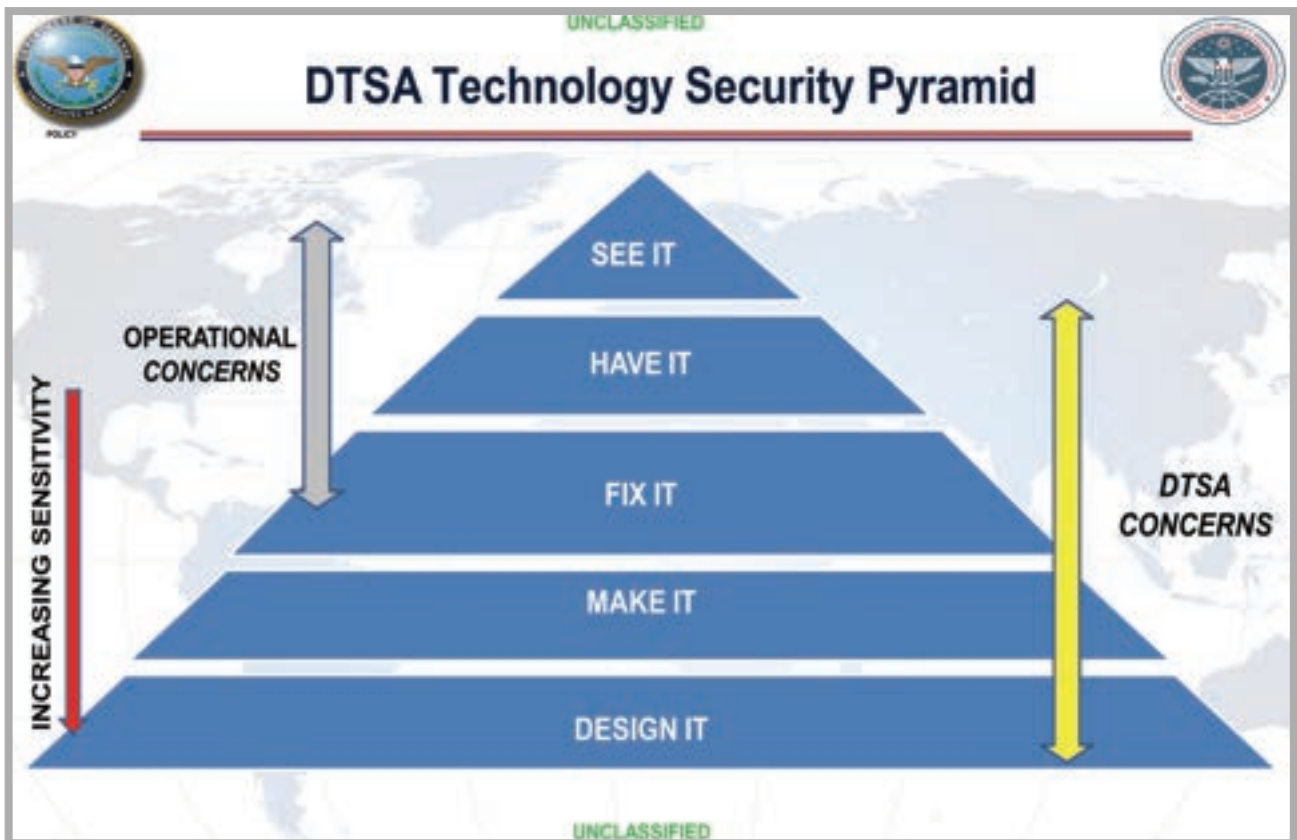 UNCLASSIFIED
DTSA Technology Security Pyramid
POLICY
SEE IT
OPERATIONAL
CONCERNS
HAVE IT
INCREASING SENSITIVITY
FIX IT
DTSA
CONCERNS
MAKE IT
DESIGN IT
UNCLASSIFIED